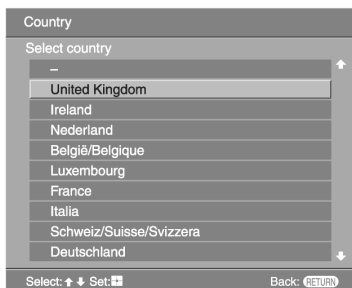 Country
Select country
–
United Kingdom
Ireland
Nederland
België/Belgique
Luxembourg
France
Italia
Schweiz/Suisse/Svizzera
Deutschland
Select: ↑ ↓ Set: Back: RETURN